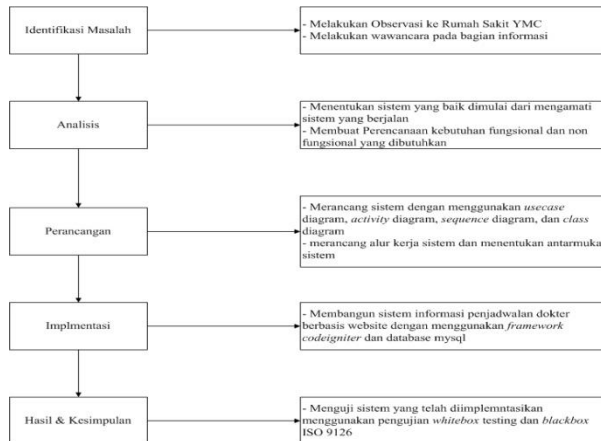 Identifikasi Masalah
- Melakukan Observasi ke Rumah Sakit YMC
- Melakukan wawancara pada bagian informasi
Analisis
- Menentukan sistem yang baik dimulai dari mengamati
sistem yang berjalan
- Membuat Perencanaan kebutuhan fungsional dan non
fungsional yang dibutuhkan
Perancangan
- Merancang sistem dengan menggunakan usecase
diagram, activity diagram, sequence diagram, dan class
diagram
- merancang alur kerja sistem dan menentukan antarmuka
sistem
Implmentasi
- Membangun sistem informasi penjadwalan dokter
berbasis website dengan menggunakan framework
codeigniter dan database mysql
Hasil & Kesimpulan
- Menguji sistem yang telah diimplemntasikan
menggunakan pengujian whitebox testing dan blackbox
ISO 9126